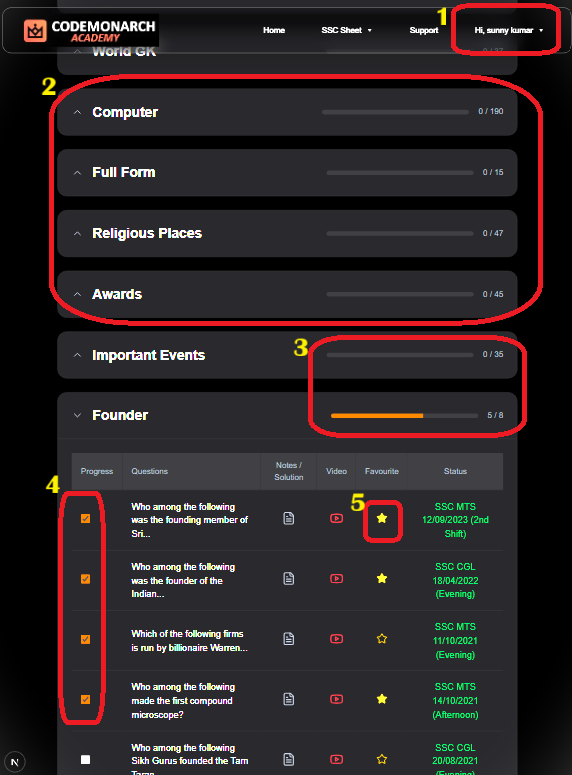 1
CODEMONARCH
ACADEMY
Home
SSC Sheet
Support
Hi, sunny kumar
World GK
0 / 37
2
Computer
0 / 190
Full Form
0 / 15
Religious Places
0 / 47
Awards
0 / 45
3
Important Events
0 / 35
Founder
5 / 8
4
Progress
Questions
Notes /
Solution
Video
Favourite
Status
5
Who among the following
was the founding member of
Sri...
SSC MTS
12/09/2023 (2nd
Shift)
Who among the following
was the founder of the
Indian...
SSC CGL
18/04/2022
(Evening)
Which of the following firms
is run by billionaire Warren...
SSC MTS
11/10/2021
(Evening)
Who among the following
made the first compound
microscope?
SSC MTS
14/10/2021
(Afternoon)
Who among the following
Sikh Gurus founded the Tarn
Taran
SSC CGL
20/08/2021
N